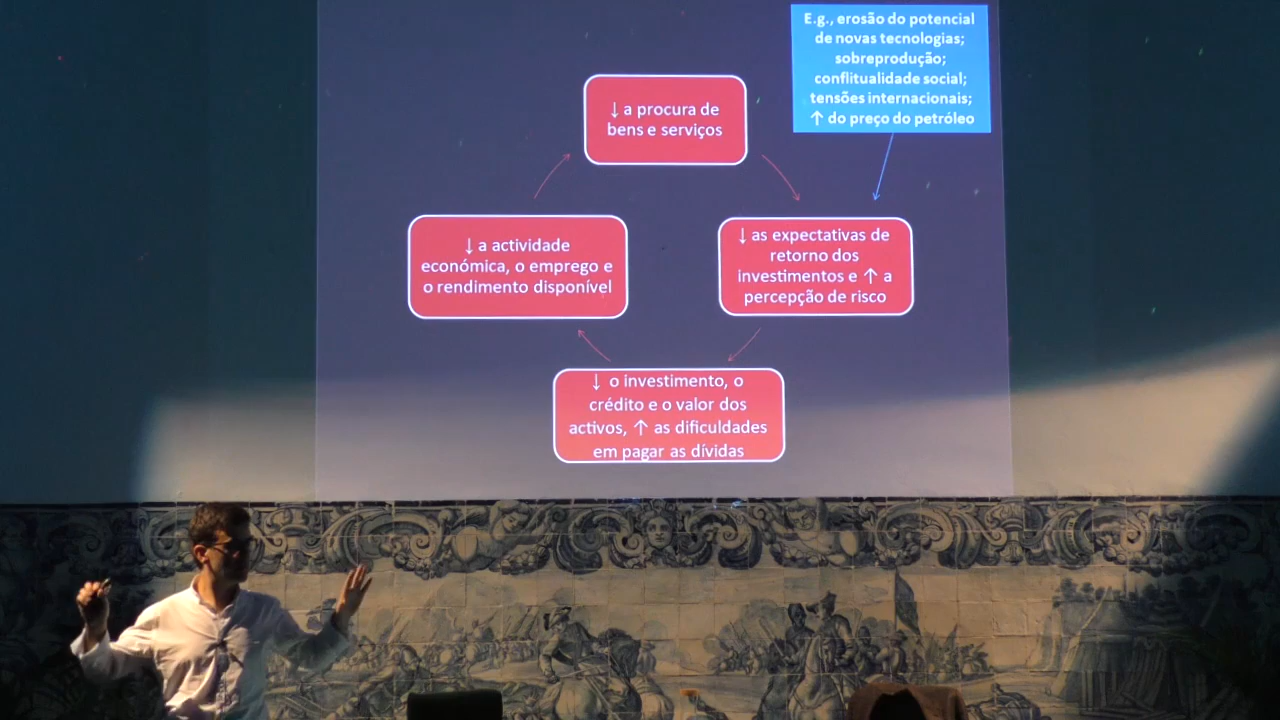 E.g., erosão do potencial
de novas tecnologias;
sobreprodução;
conflitualidade social;
tensões internacionais;
↑ do preço do petróleo
↓ a procura de
bens e serviços
↓ as expectativas de
retorno dos
investimentos e ↑ a
percepção de risco
↓ a actividade
económica, o emprego e
o rendimento disponível
↓ o investimento, o
crédito e o valor dos
activos, ↑ as dificuldades
em pagar as dívidas